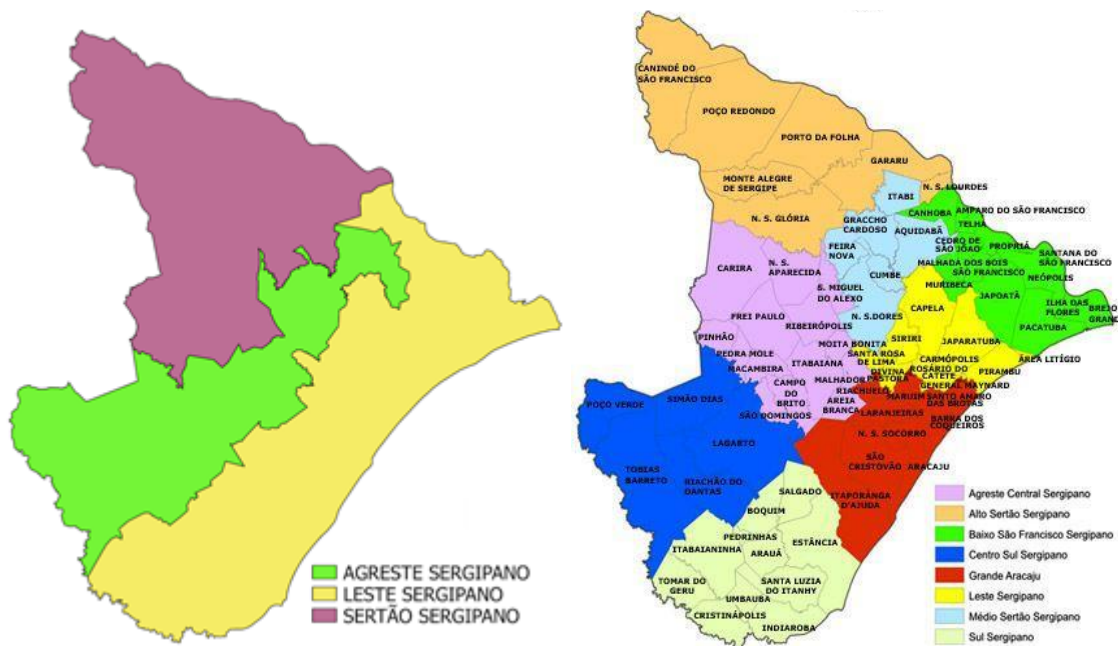 AGRESTE SERGIPANO
LESTE SERGIPANO
SERTÃO SERGIPANO
CANINDÉ DO
SÃO FRANCISCO
POÇO REDONDO
PORTO DA FOLHA
GARARU
MONTE ALEGRE
DE SERGIPE
N. S. LOURDES
ITABI
N. S. GLÓRIA
GRACCHO
CARDOSO
CANHOBA
AMPARO DO SÃO FRANCISCO
TELHA
AQUIDABÃ
FEIRA
NOVA
CEDRO DE
SÃO JOÃO
PROPRIÁ
SANTANA DO
SÃO FRANCISCO
CARIRA
N. S.
APARECIDA
CUMBE
MALHADA DOS BOIS
SÃO FRANCISCO
NEÓPOLIS
S. MIGUEL
DO ALEXO
MURIBECA
JAPOATÃ
ILHA DAS
FLORES
BREJO
GRAND
FREI PAULO
RIBEIRÓPOLIS
N. S.DORES
CAPELA
PACATUBA
PINHÃO
MOITA BONITA
SIRIRI
JAPARATUBA
PEDRA MOLE
SANTA ROSA
DE LIMA
CARMÓPOLIS
ÁREA LITÍGIO
MACAMBIRA
ITABAIANA
DIVINA
PASTORA
ROSÁRIO DO
CATETE
PIRAMBU
CAMPO
DO
BRITO
MALHADOR
RIACHUELO
GENERAL MAYNARD
AREIA
BRANCA
MARUIM
SANTO AMARO
DAS BROTAS
POÇO VERDE
SIMÃO DIAS
SÃO DOMINGOS
LARANJEIRAS
BARRA DOS
COQUEIROS
LAGARTO
N. S. SOCORRO
SÃO
CRISTOVÃO
ARACAJU
TOBIAS
BARRETO
RIACHÃO DO
DANTAS
SALGADO
ITAPORANGA
D'AJUDA
BOQUIM
PEDRINHAS
ESTÂNCIA
ITABAIANINHA
ARAUÁ
TOMAR DO
GERU
SANTA LUZIA
DO ITANHY
UMBAUBA
CRISTINÁPOLIS
INDIAROBA
Agreste Central Sergipano
Alto Sertão Sergipano
Baixo São Francisco Sergipano
Centro Sul Sergipano
Grande Aracaju
Leste Sergipano
Médio Sertão Sergipano
Sul Sergipano